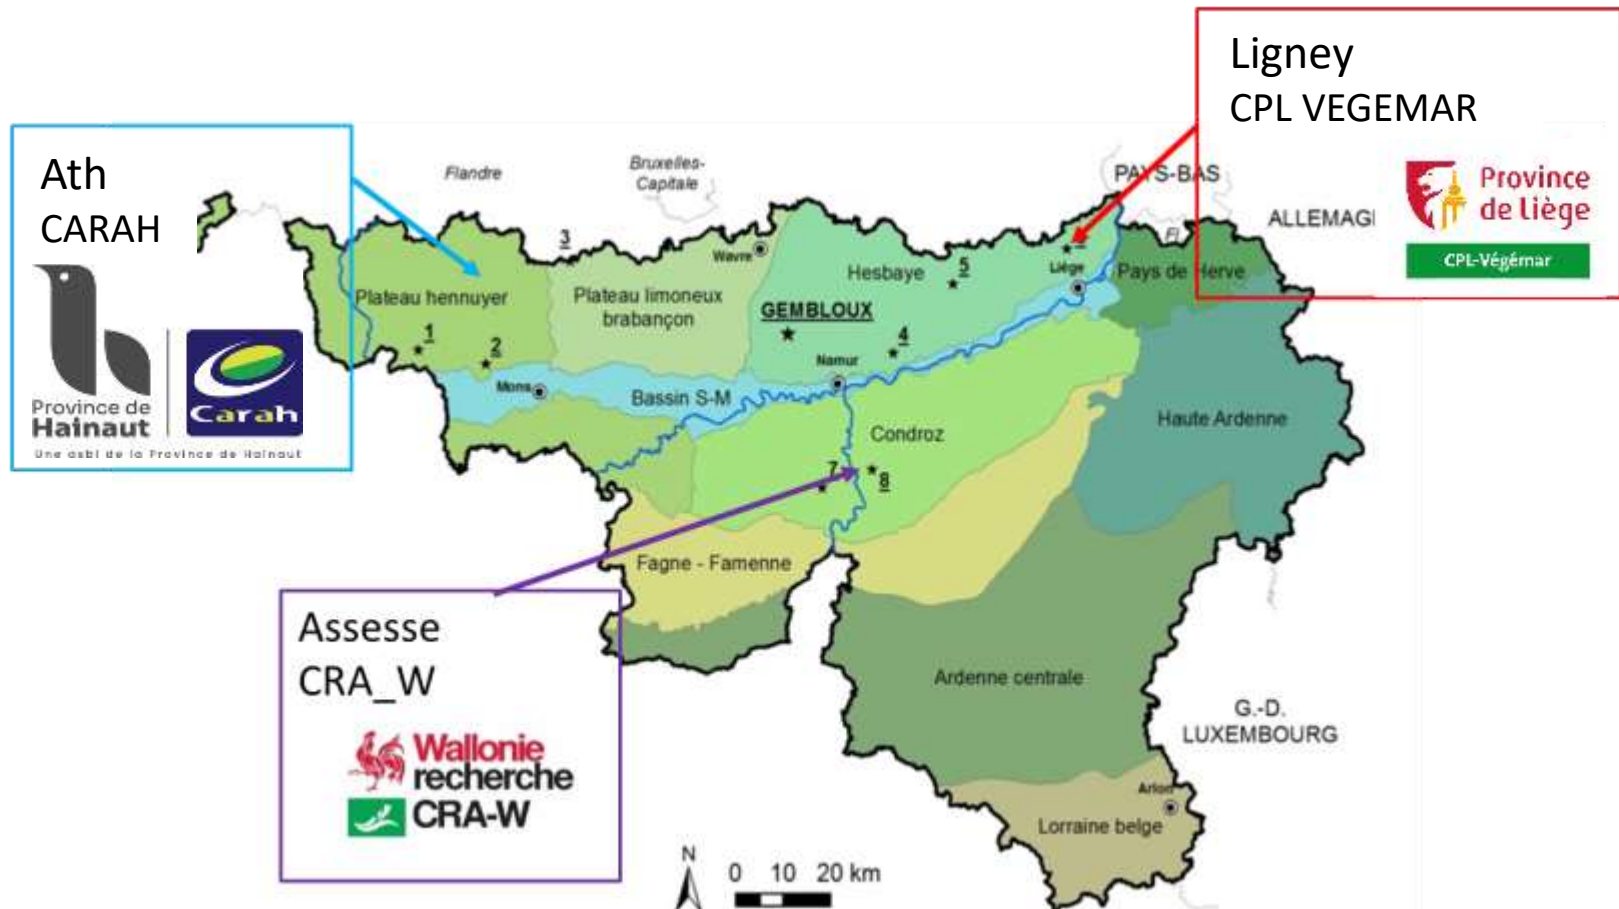 Ligney
CPL VEGEMAR
Province
de Liège
CPL-Végémar
Ath
CARAH
Province de
Hainaut
Carah
Une asbl de la Province de Hainaut
Flandre
Bruxelles-
Capitale
PAYS-BAS
ALLEMAG
Fl
3
Wavre
Hesbaye
5
Liège
Pays de Herve
Plateau hennuyer
Plateau limoneux
brabançon
GEMBLOUX
1
2
4
Namur
Mons
Bassin S-M
Condroz
Haute Ardenne
7
8
Fagne - Famenne
Assesse
CRA_W
Wallonie
recherche
CRA-W
Ardenne centrale
G.-D.
LUXEMBOURG
Arlon
Lorraine belge
N
0 10 20 km